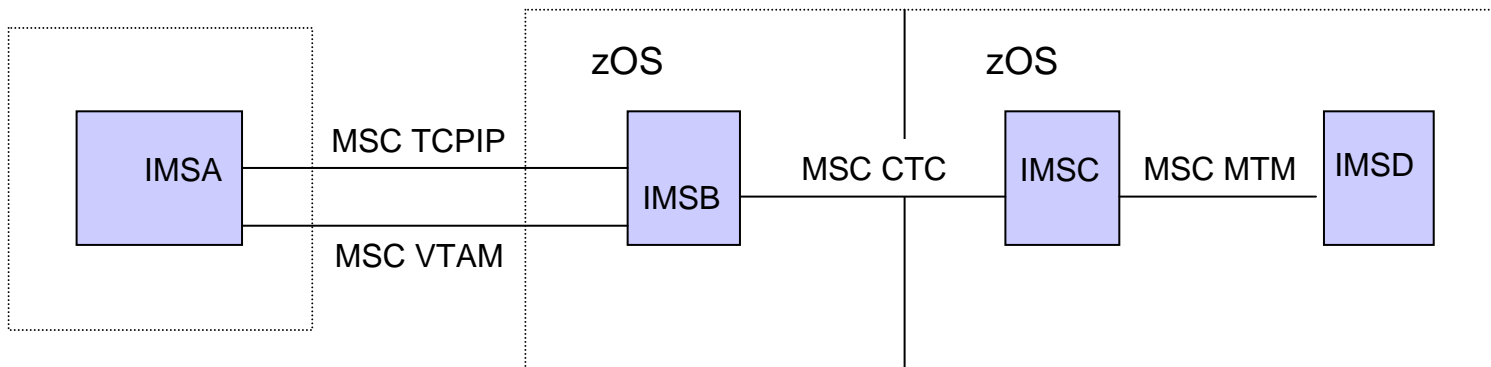 zOS
zOS
MSC TCPIP
IMSA
MSC CTC
IMSC
MSC MTM
IMSD
IMSB
MSC VTAM